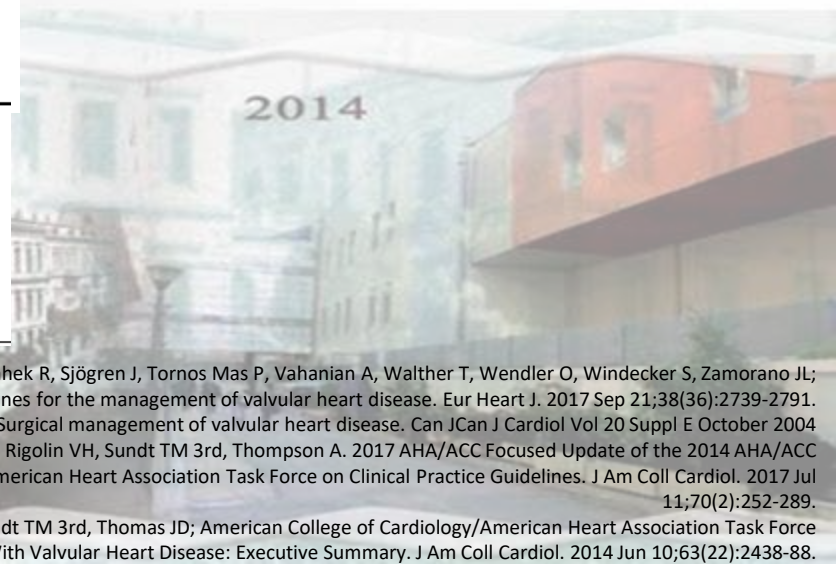 2014
hek R, Sjögren J, Tornos Mas P, Vahanian A, Walther T, Wendler O, Windecker S, Zamorano JL;
nes for the management of valvular heart disease. Eur Heart J. 2017 Sep 21;38(36):2739-2791.
Surgical management of valvular heart disease. Can JCan J Cardiol Vol 20 Suppl E October 2004
Rigolin VH, Sundt TM 3rd, Thompson A. 2017 AHA/ACC Focused Update of the 2014 AHA/ACC
merican Heart Association Task Force on Clinical Practice Guidelines. J Am Coll Cardiol. 2017 Jul
11;70(2):252-289.
dt TM 3rd, Thomas JD; American College of Cardiology/American Heart Association Task Force
With Valvular Heart Disease: Executive Summary. J Am Coll Cardiol. 2014 Jun 10;63(22):2438-88.